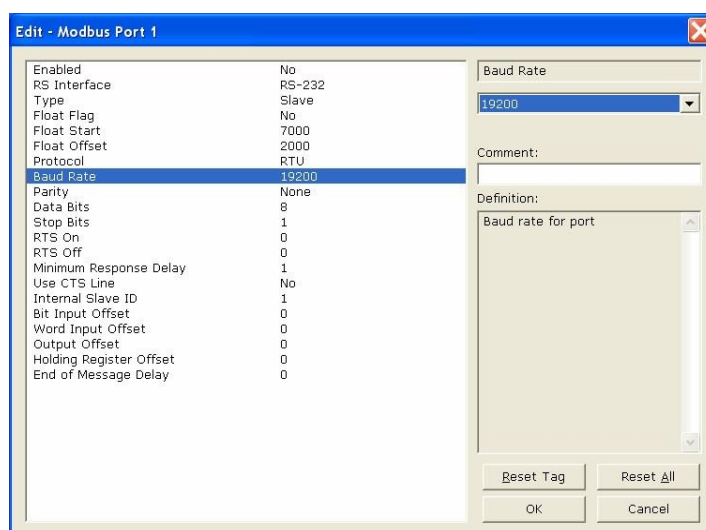 Edit - Modbus Port 1
Enabled No
RS Interface RS-232
Type Slave
Float Flag No
Float Start 7000
Float Offset 2000
Protocol RTU
Baud Rate 19200
Parity None
Data Bits 8
Stop Bits 1
RTS On 0
RTS Off 0
Minimum Response Delay 1
Use CTS Line No
Internal Slave ID 1
Bit Input Offset 0
Word Input Offset 0
Output Offset 0
Holding Register Offset 0
End of Message Delay 0
Baud Rate
19200
Comment:
Definition:
Baud rate for port
Reset Tag
Reset All
OK
Cancel